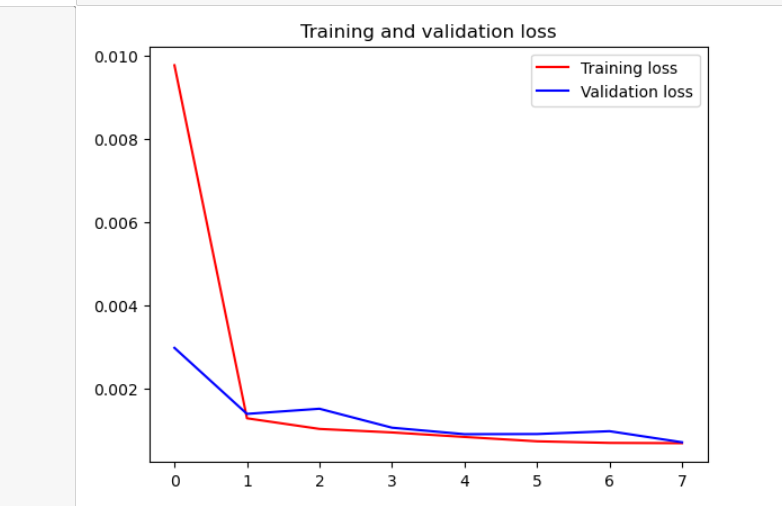 Training and validation loss
0.010
Training loss
Validation loss
0.008
0.006
0.004
0.002
0 1 2 3 4 5 6 7